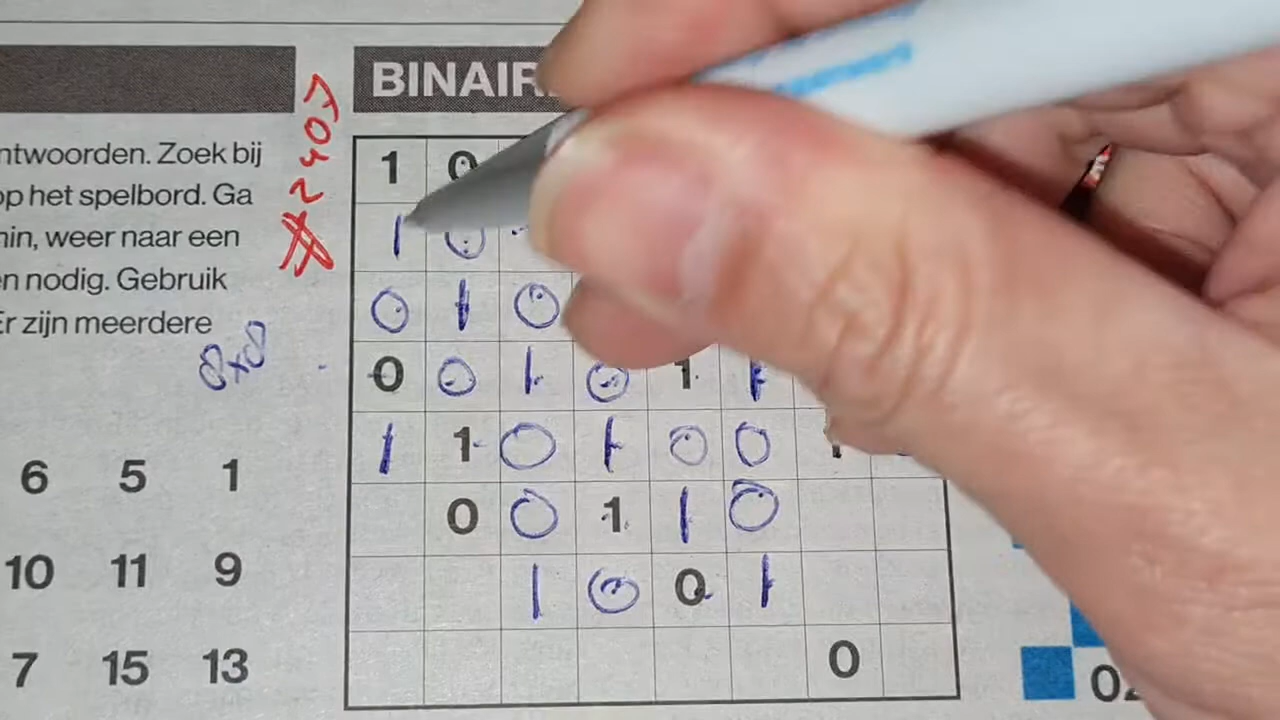 BINAIR
#2407
ntwoorden. Zoek bij
op het spelbord. Ga
nin, weer naar een
en nodig. Gebruik
Er zijn meerdere
8x8
6 5 1
10 11 9
7 15 13
1 0
1 0
0 1 0
0 0 1 0 1 1
1 1 0 1 0 0 1
0 0 1 1 0
1 0 0 1
0
02